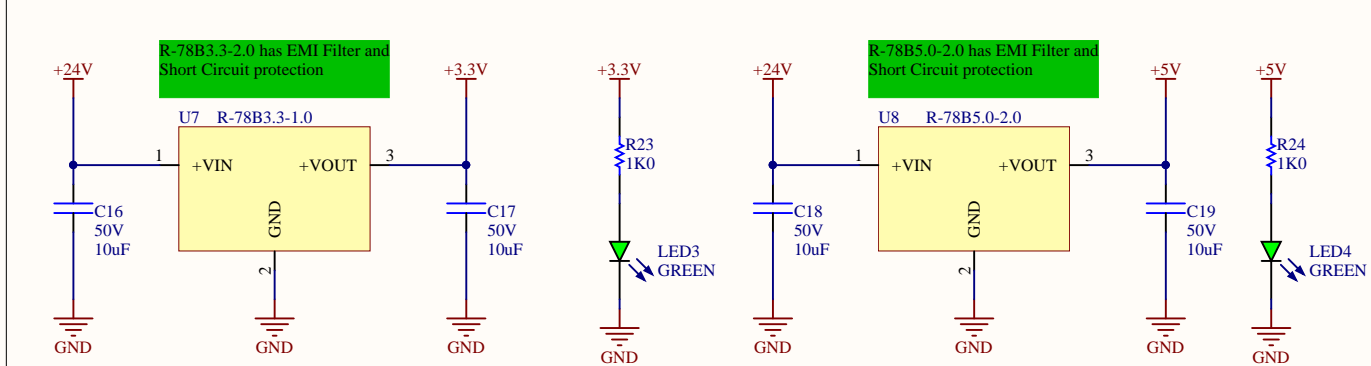 R-78B3.3-2.0 has EMI Filter and
Short Circuit protection
+24V
+3.3V
U7 R-78B3.3-1.0
1
+VIN
+VOUT
3
GND
2
C16
50V
10uF
C17
50V
10uF
GND
GND
GND
+3.3V
R23
1K0
LED3
GREEN
GND
R-78B5.0-2.0 has EMI Filter and
Short Circuit protection
+24V
+5V
U8 R-78B5.0-2.0
1
+VIN
+VOUT
3
GND
2
C18
50V
10uF
C19
50V
10uF
GND
GND
GND
+5V
R24
1K0
LED4
GREEN
GND